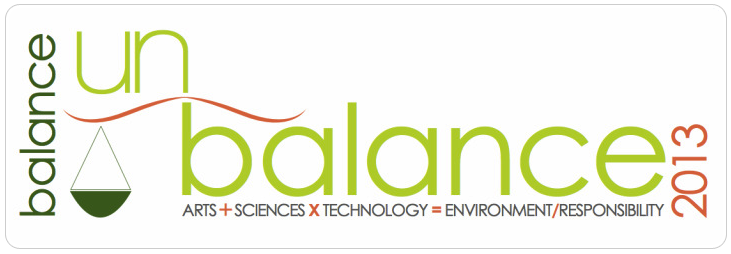 balance
un
balance
2013
ARTS+SCIENCES X TECHNOLOGY = ENVIRONMENT/RESPONSIBILITY